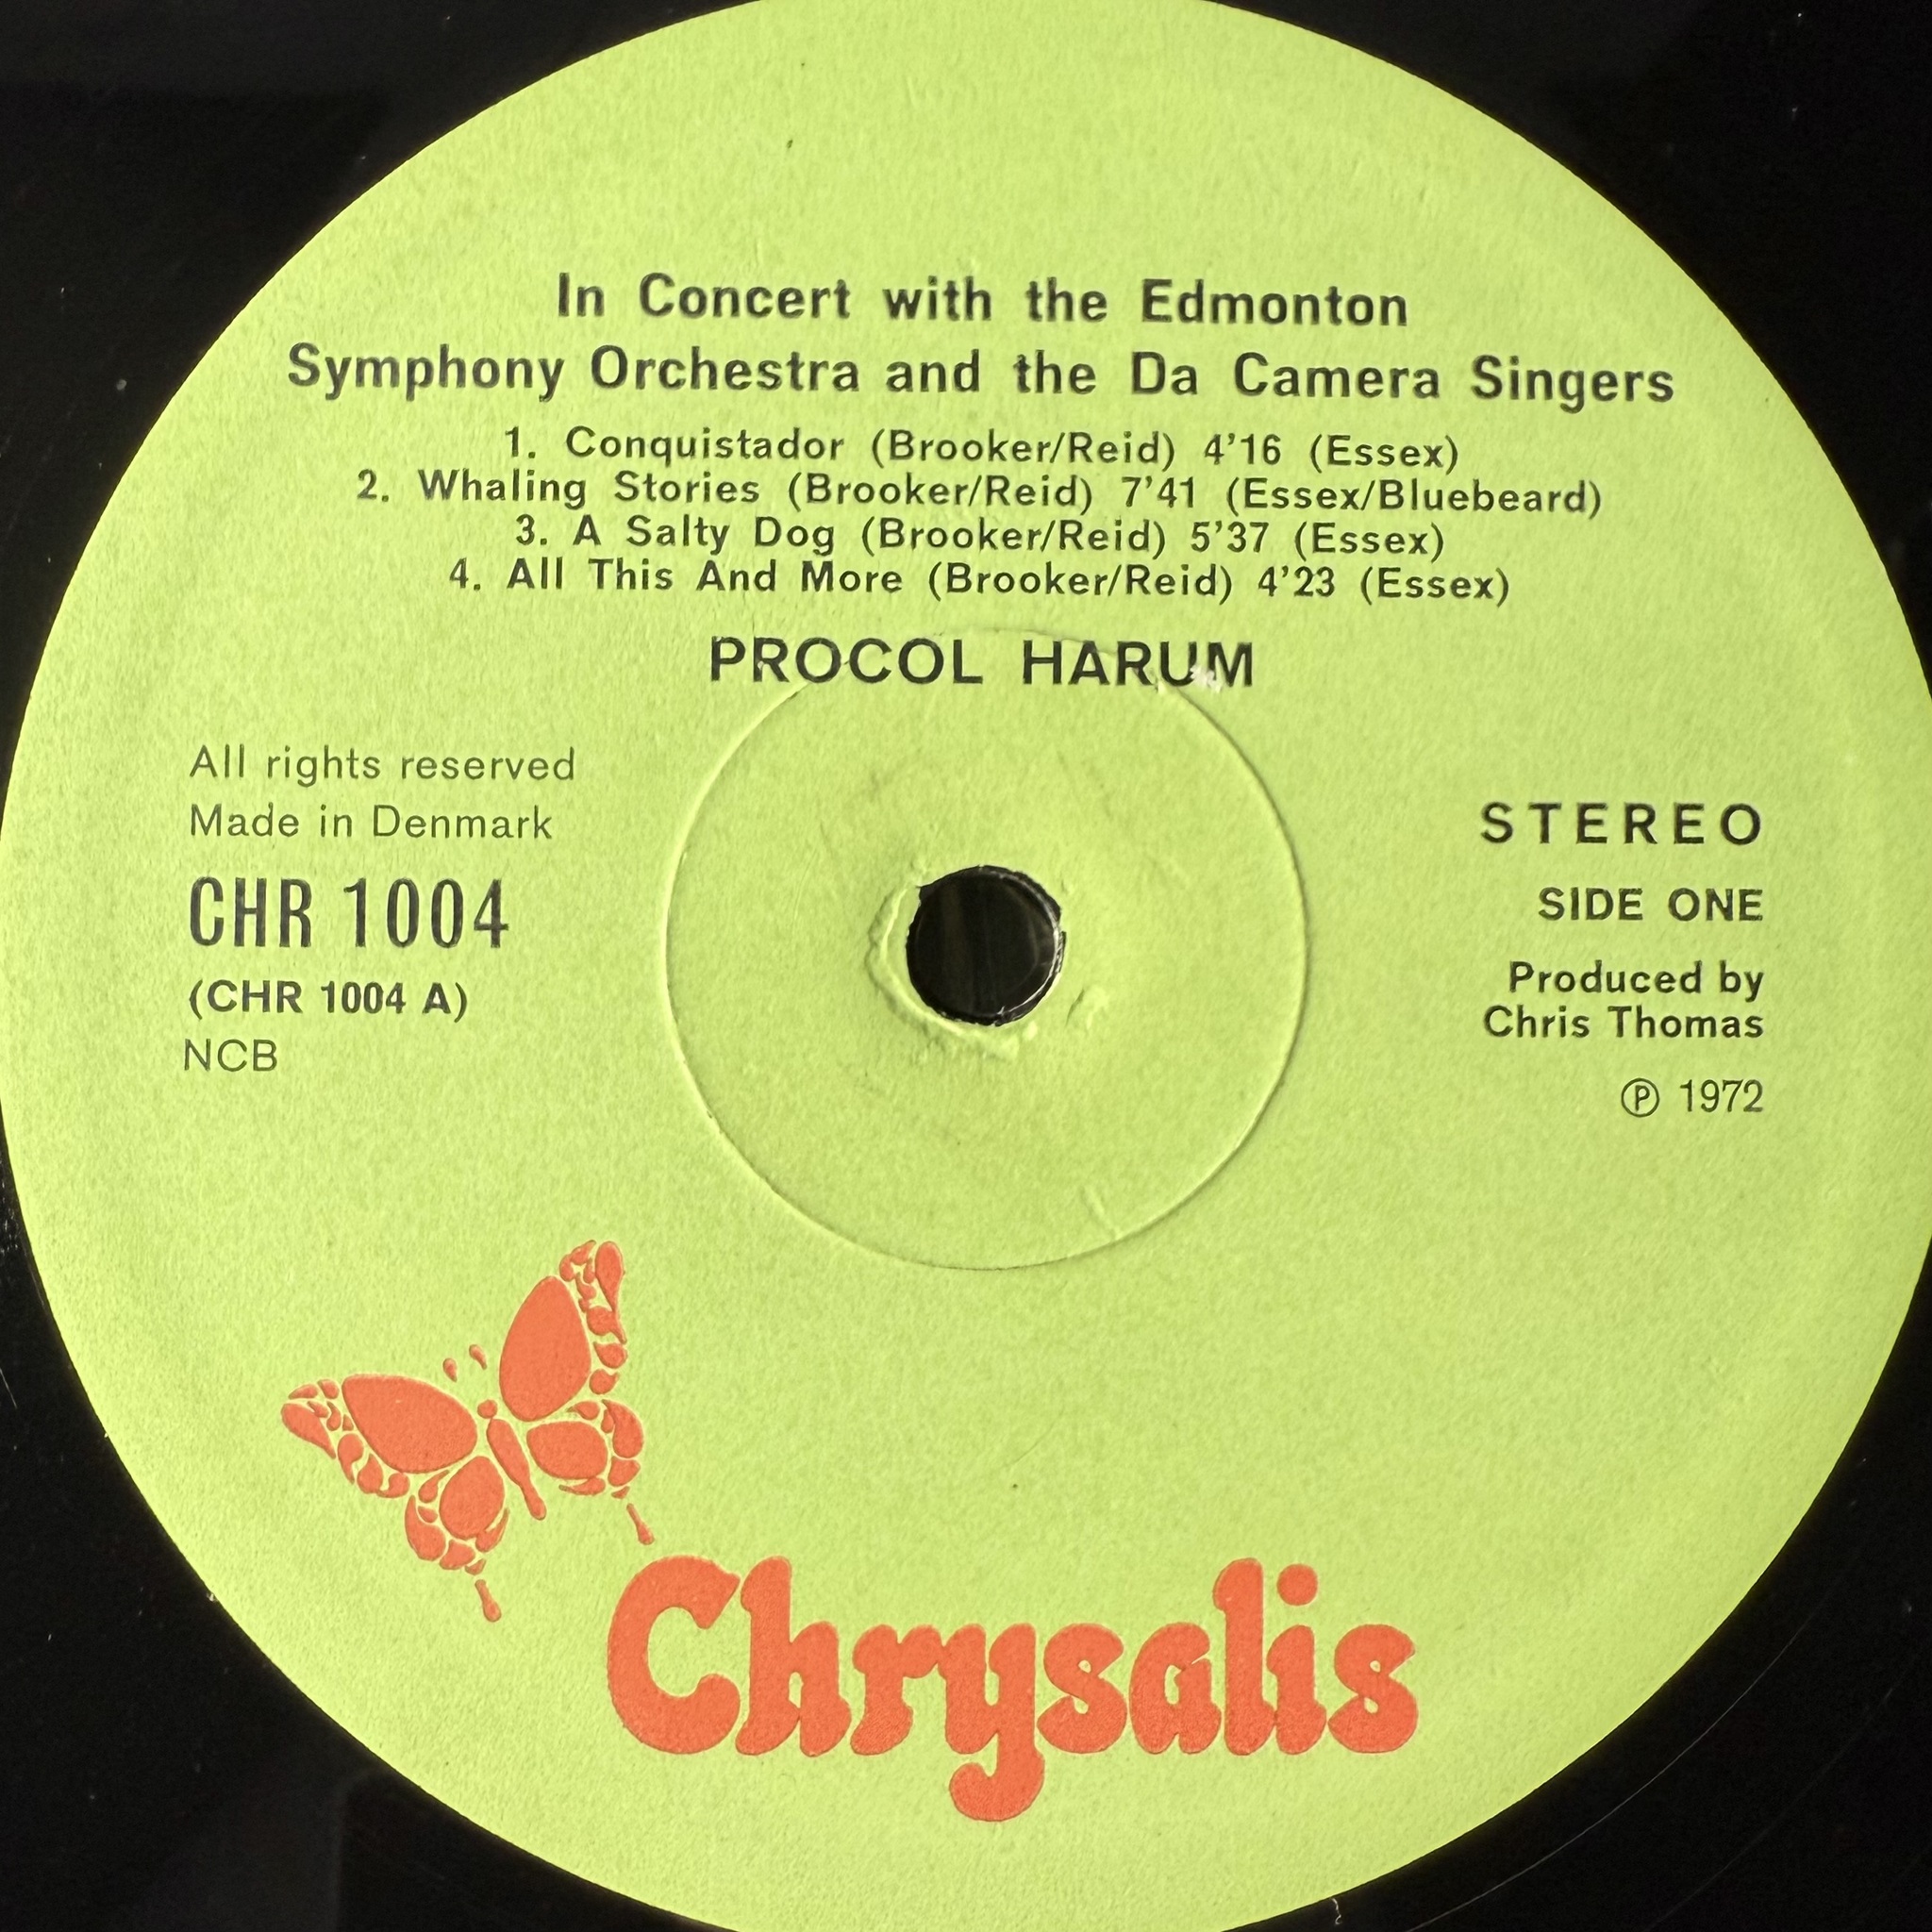 In Concert with the Edmonton
Symphony Orchestra and the Da Camera Singers
1. Conquistador (Brooker/Reid) 4'16 (Essex)
2. Whaling Stories (Brooker/Reid) 7'41 (Essex/Bluebeard)
3. A Salty Dog (Brooker/Reid) 5'37 (Essex)
4. All This And More (Brooker/Reid) 4'23 (Essex)
PROCOL HARUM
All rights reserved
Made in Denmark
CHR 1004
(CHR 1004 A)
NCB
STEREO
SIDE ONE
Produced by
Chris Thomas
℗ 1972
Chrysalis